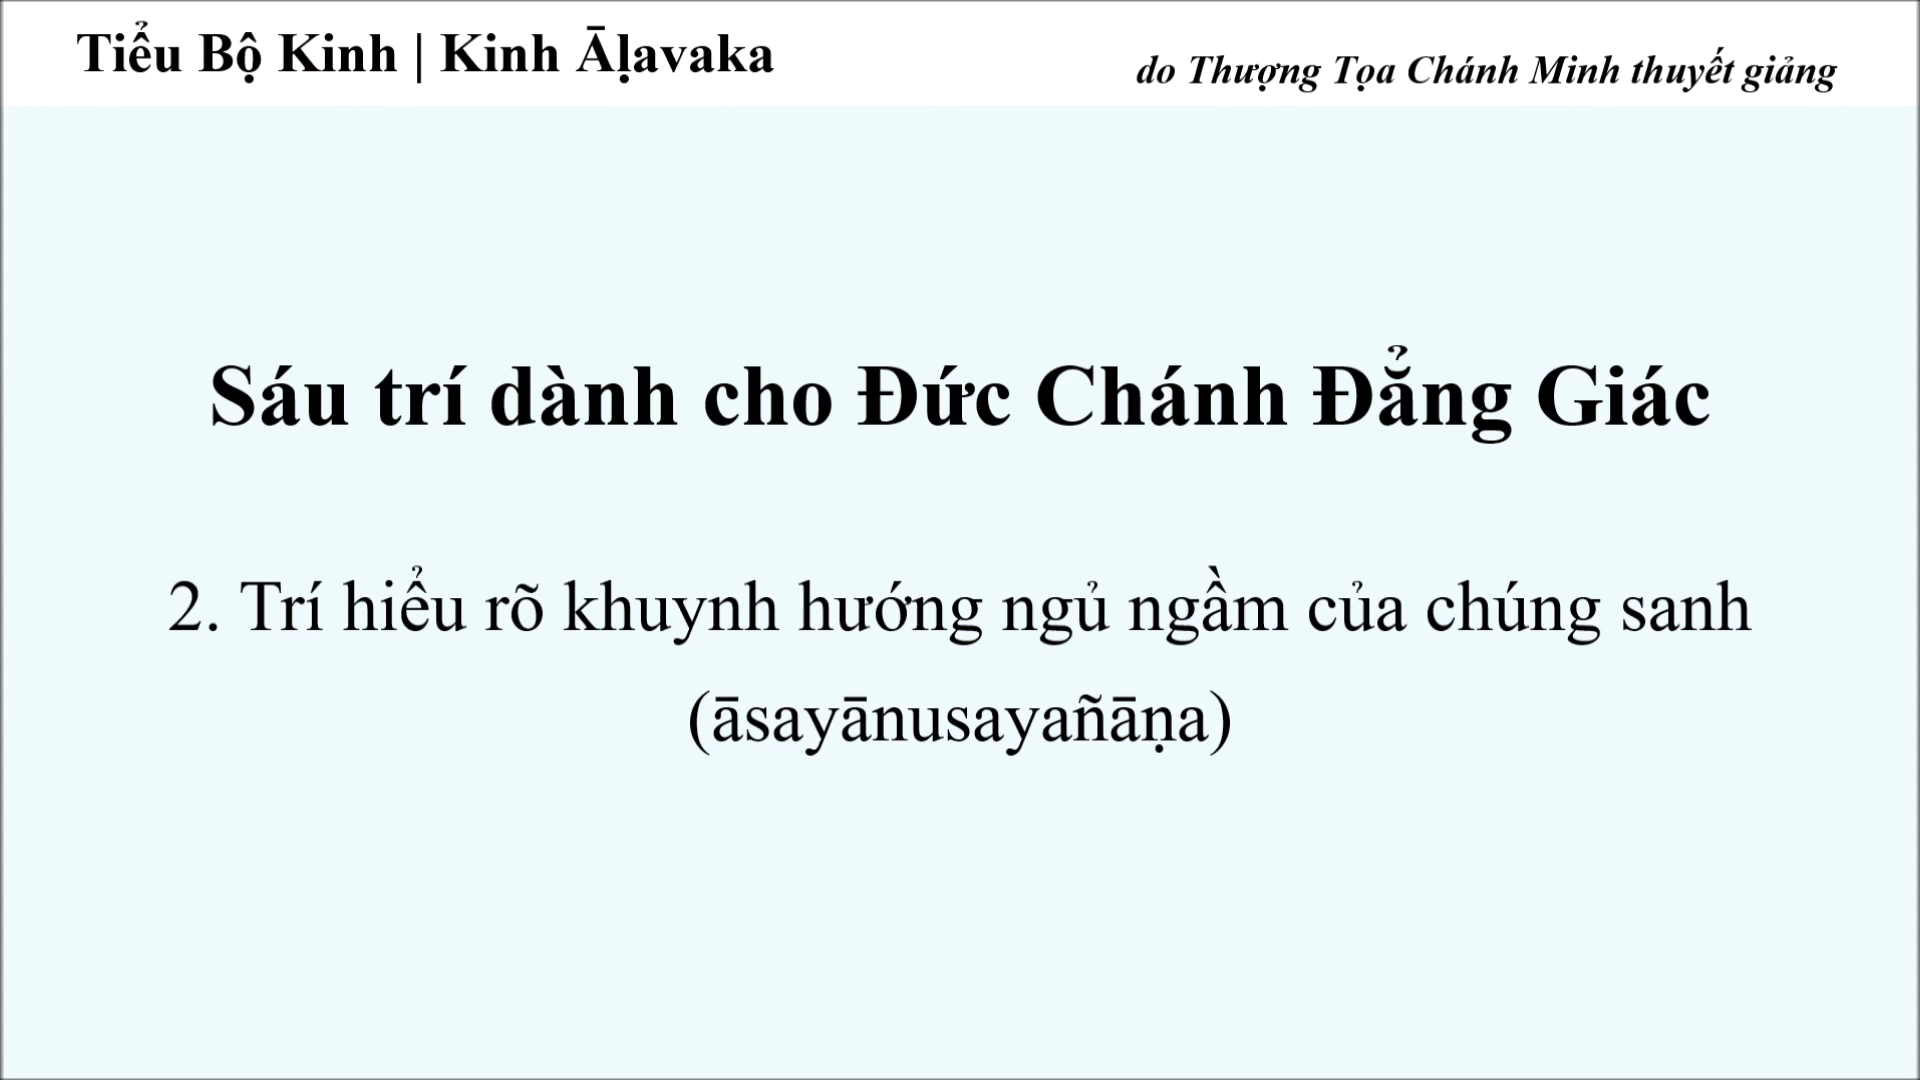 Tiểu Bộ Kinh | Kinh Āḷavaka
do Thượng Tọa Chánh Minh thuyết giảng
Sáu trí dành cho Đức Chánh Đẳng Giác
2. Trí hiểu rõ khuynh hướng ngủ ngầm của chúng sanh
(āsayānusayañāṇa)